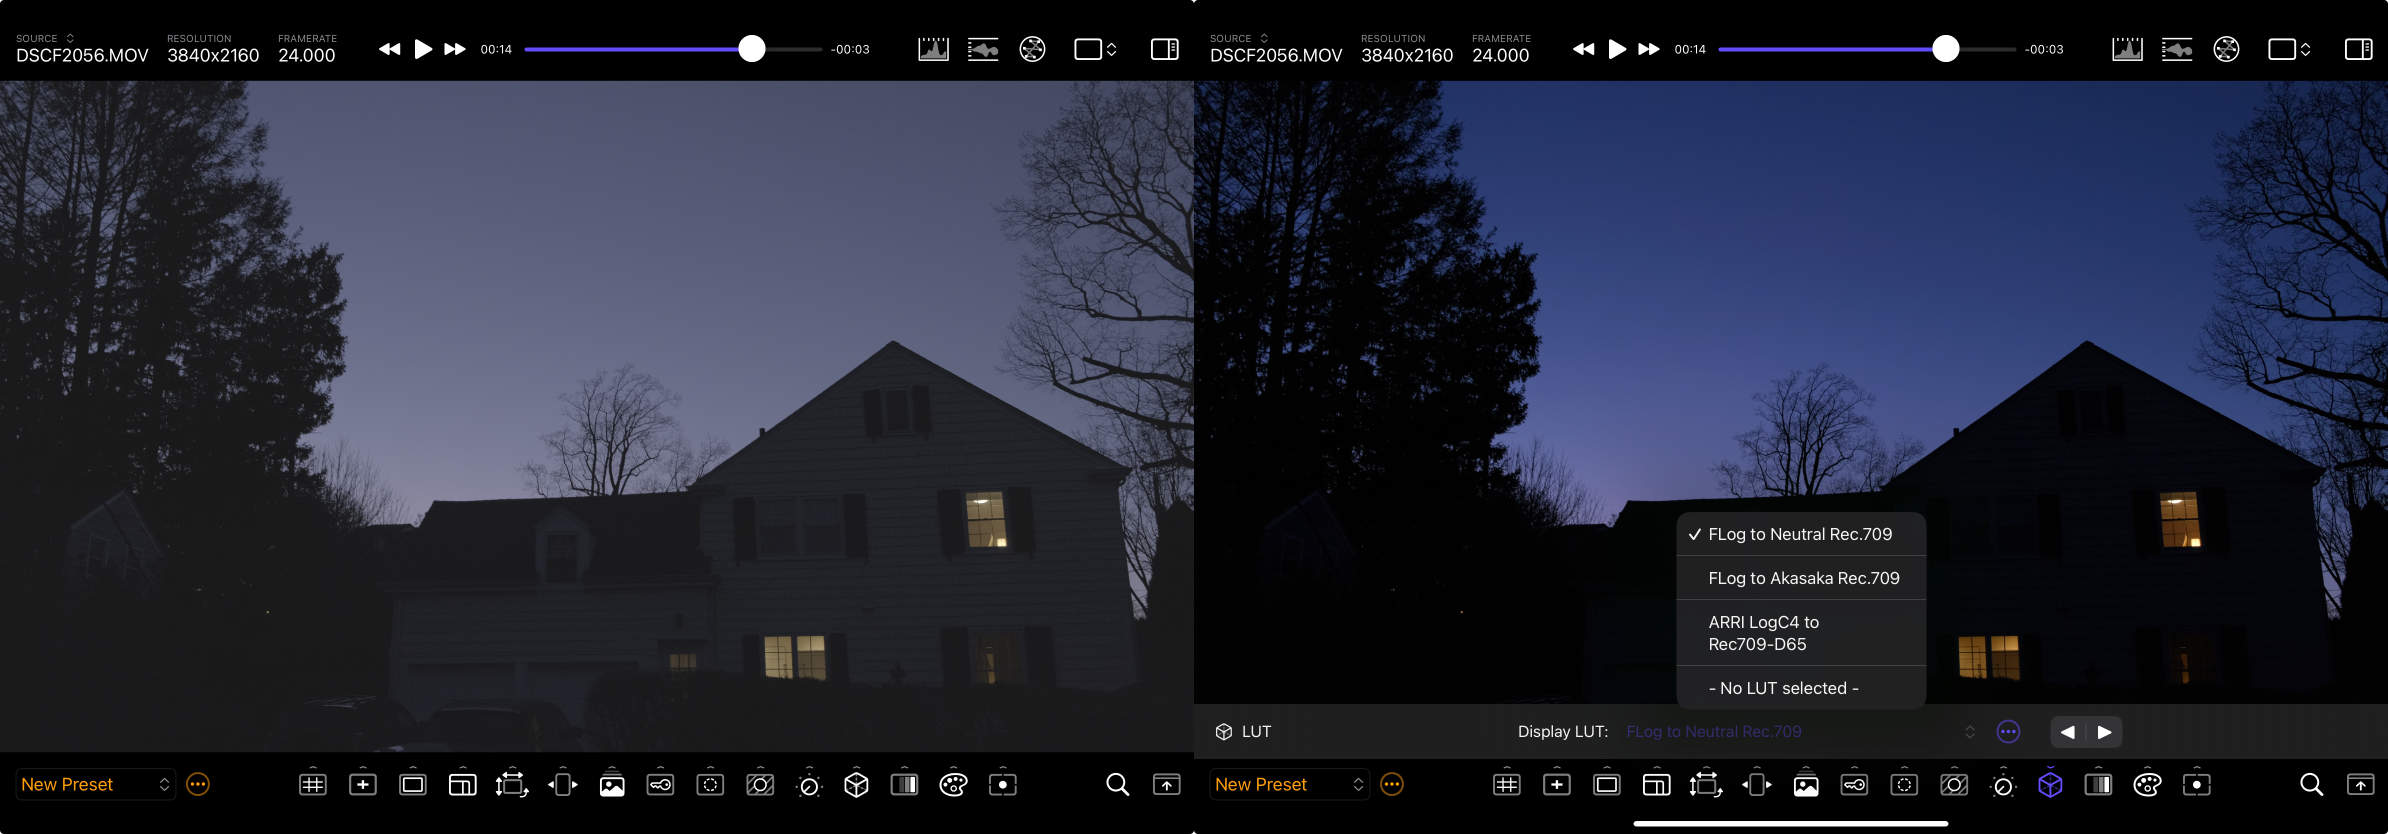 SOURCE RESOLUTION FRAMERATE
DSCF2056.MOV 3840x2160 24.000 00:14 -00:03
New Preset
SOURCE RESOLUTION FRAMERATE
DSCF2056.MOV 3840x2160 24.000 00:14 -00:03
✓ FLog to Neutral Rec.709
FLog to Akasaka Rec.709
ARRI LogC4 to
Rec709-D65
- No LUT selected -
LUT Display LUT: FLog to Neutral Rec.709
New Preset